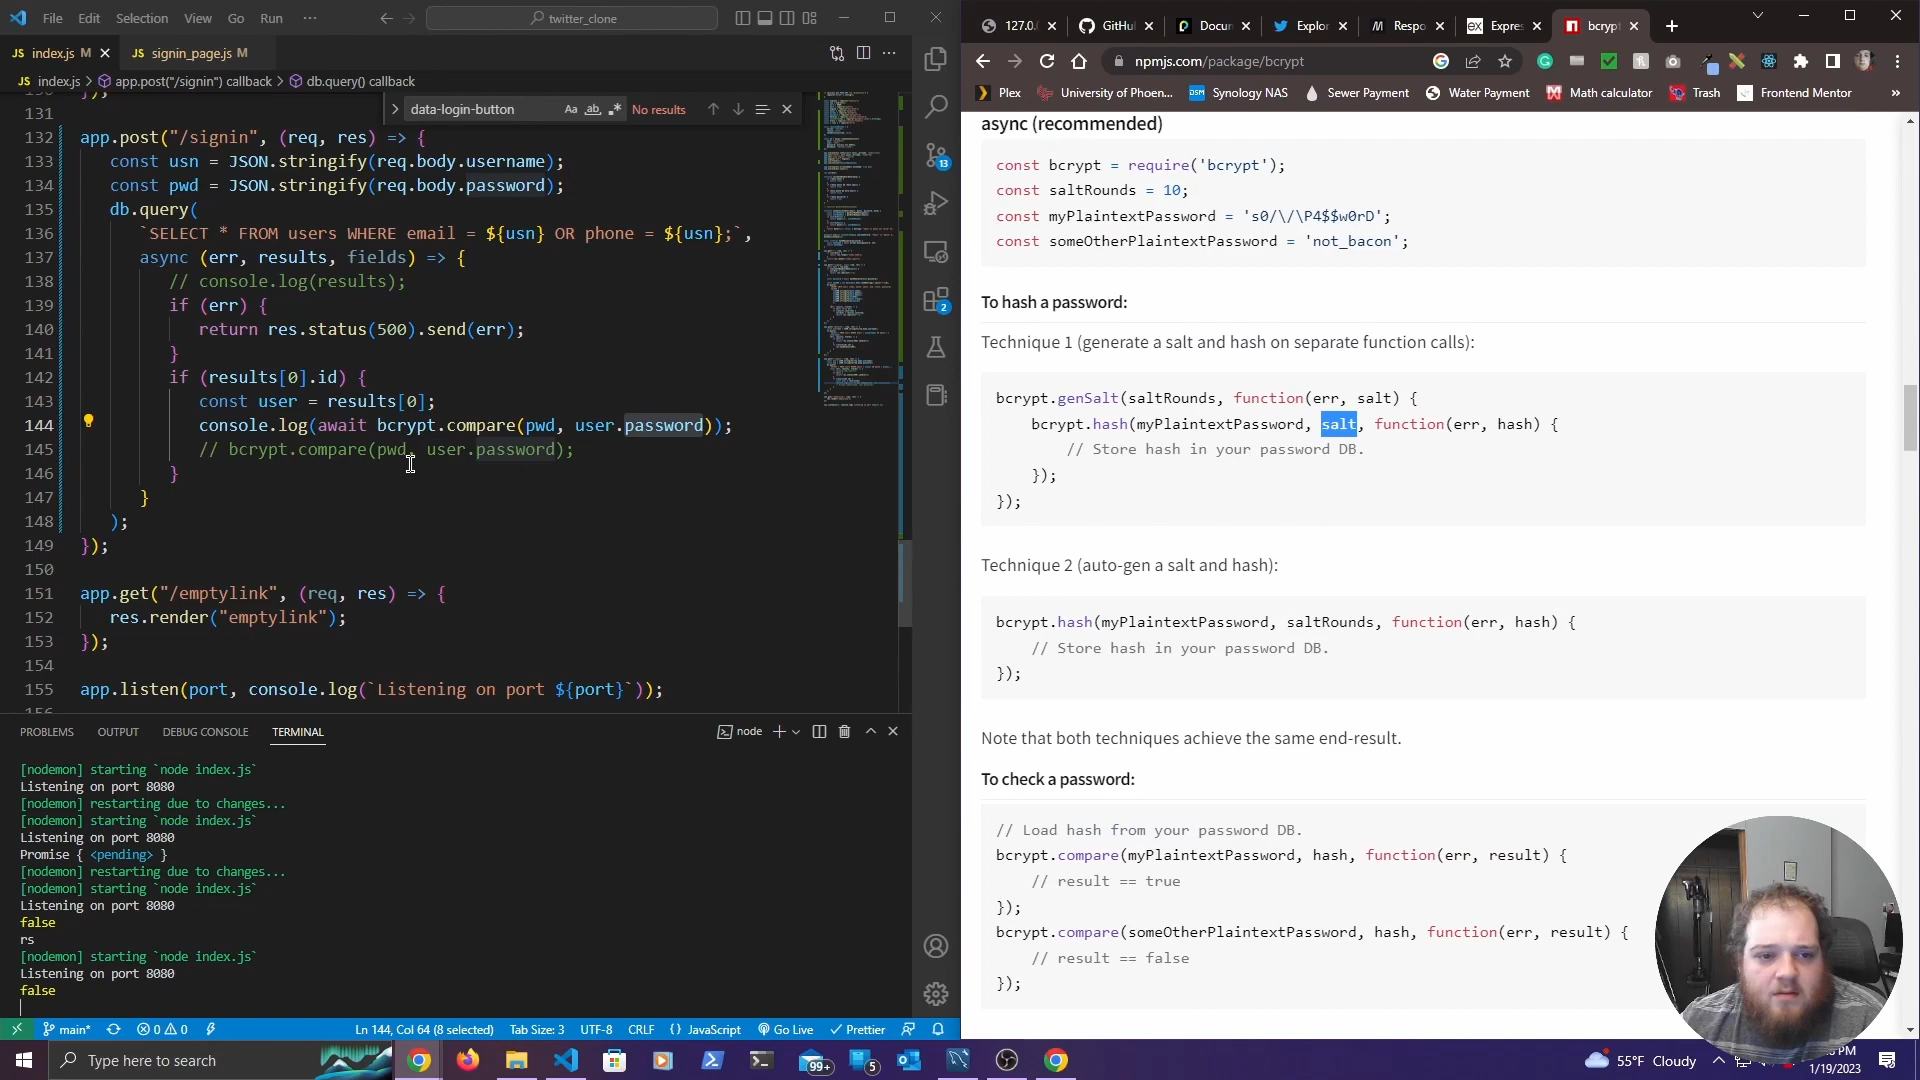 File Edit Selection View Go Run ··· twitter_clone
JS index.js M JS signin_page.js M
JS index.js > app.post("/signin") callback > db.query() callback
data-login-button Aa ab No results
131
132 app.post("/signin", (req, res) => {
133 const usn = JSON.stringify(req.body.username);
134 const pwd = JSON.stringify(req.body.password);
135 db.query(
136 `SELECT * FROM users WHERE email = ${usn} OR phone = ${usn};`,
137 async (err, results, fields) => {
138 // console.log(results);
139 if (err) {
140 return res.status(500).send(err);
141 }
142 if (results[0].id) {
143 const user = results[0];
144 console.log(await bcrypt.compare(pwd, user.password));
145 // bcrypt.compare(pwd, user.password);
146 }
147 }
148 );
149 });
150
151 app.get("/emptylink", (req, res) => {
152 res.render("emptylink");
153 });
154
155 app.listen(port, console.log(`Listening on port ${port}`));
13
2
PROBLEMS OUTPUT DEBUG CONSOLE TERMINAL node
[nodemon] starting `node index.js`
Listening on port 8080
[nodemon] restarting due to changes...
[nodemon] starting `node index.js`
Listening on port 8080
Promise { <pending> }
[nodemon] restarting due to changes...
[nodemon] starting `node index.js`
Listening on port 8080
false
rs
[nodemon] starting `node index.js`
Listening on port 8080
false
main* 0 0 Ln 144, Col 64 (8 selected) Tab Size: 3 UTF-8 CRLF {} JavaScript Go Live Prettier
127.0. GitHu Docun Explor Respo Expres bcrypt
npmjs.com/package/bcrypt
Plex University of Phoen... DSM Synology NAS Sewer Payment Water Payment Math calculator Trash Frontend Mentor »
async (recommended)
const bcrypt = require('bcrypt');
const saltRounds = 10;
const myPlaintextPassword = 's0/\/\P4$$w0rD';
const someOtherPlaintextPassword = 'not_bacon';
To hash a password:
Technique 1 (generate a salt and hash on separate function calls):
bcrypt.genSalt(saltRounds, function(err, salt) {
bcrypt.hash(myPlaintextPassword, salt, function(err, hash) {
// Store hash in your password DB.
});
});
Technique 2 (auto-gen a salt and hash):
bcrypt.hash(myPlaintextPassword, saltRounds, function(err, hash) {
// Store hash in your password DB.
});
Note that both techniques achieve the same end-result.
To check a password:
// Load hash from your password DB.
bcrypt.compare(myPlaintextPassword, hash, function(err, result) {
// result == true
});
bcrypt.compare(someOtherPlaintextPassword, hash, function(err, result) {
// result == false
});
Type here to search 99+ 5 55°F Cloudy PM
1/19/2023